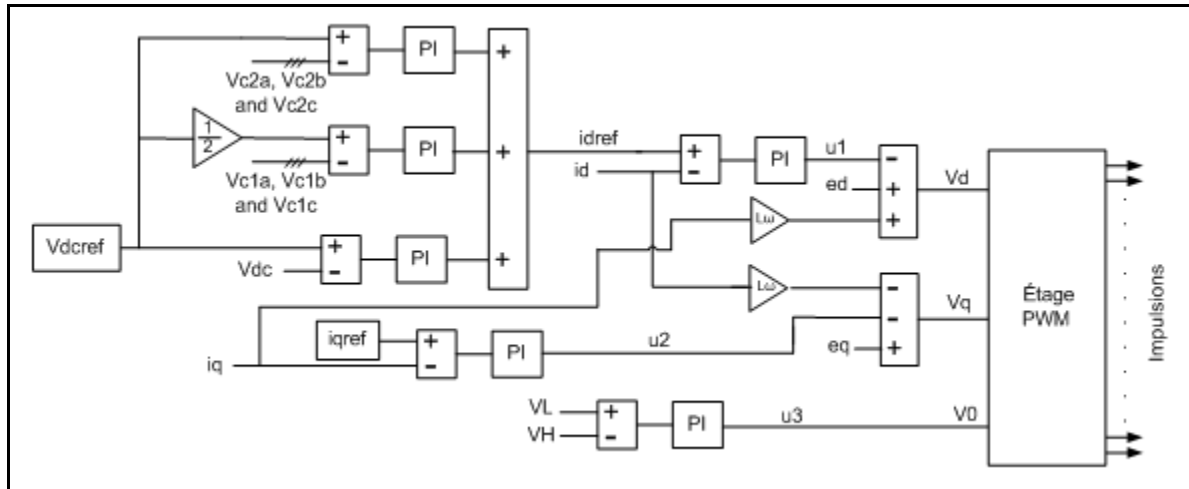 +
-
PI
+
Vc2a, Vc2b
and Vc2c
1
2
+
-
PI
+
Vc1a, Vc1b
and Vc1c
Vdcref
+
-
PI
+
Vdc
idref
id
+
-
PI
u1
-
ed
+
+
Lω
Vd
Lω
-
-
eq
+
Vq
iqref
iq
+
-
PI
u2
VL
VH
+
-
PI
u3
V0
Étage
PWM
Impulsions